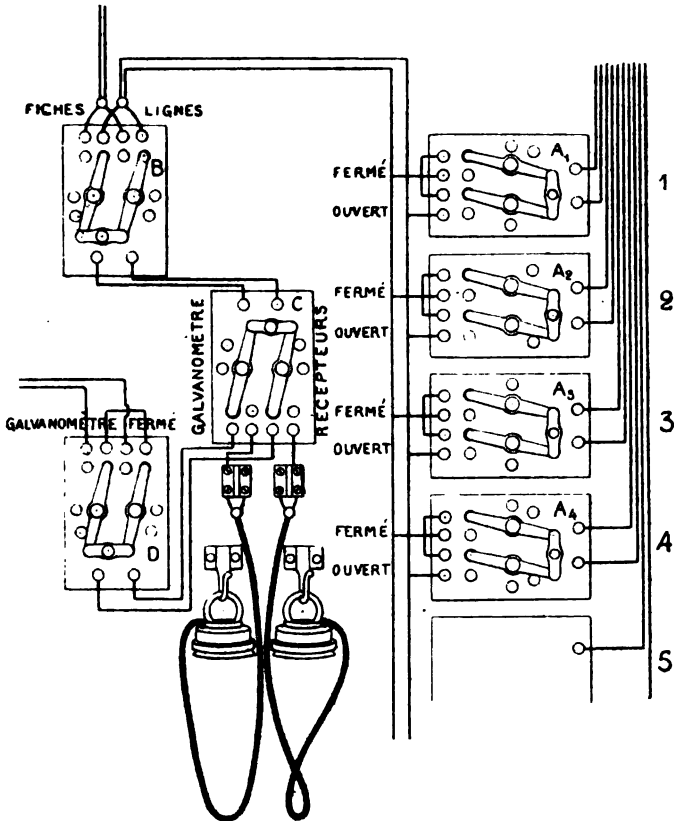 FICHES LIGNES
B
C
GALVANOMÈTRE
RÉCEPTEURS
GALVANOMÉTRE FERMÉ
D
A1
FERMÉ
OUVERT
1
A2
FERMÉ
OUVERT
2
A3
FERMÉ
OUVERT
3
A4
FERMÉ
OUVERT
4
5